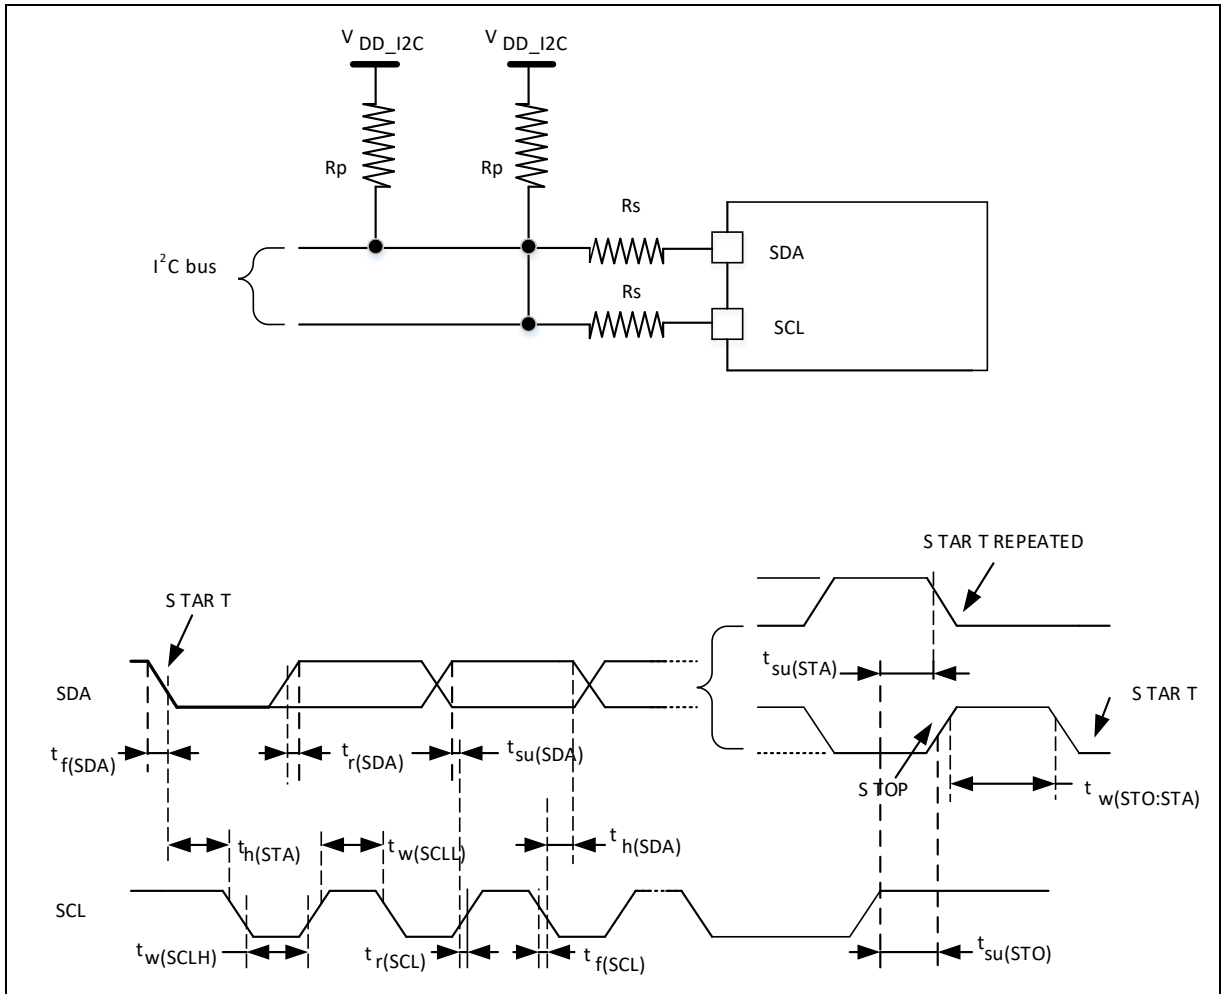 V DD_I2C
V DD_I2C
Rp
Rp
Rs
I²C bus
SDA
Rs
SCL
S TAR T REPEATED
S TAR T
t su(STA)
SDA
S TAR T
t f(SDA)
t r(SDA)
t su(SDA)
S TOP
t w(STO:STA)
t h(STA)
t w(SCLL)
t h(SDA)
SCL
t w(SCLH)
t r(SCL)
t f(SCL)
t su(STO)